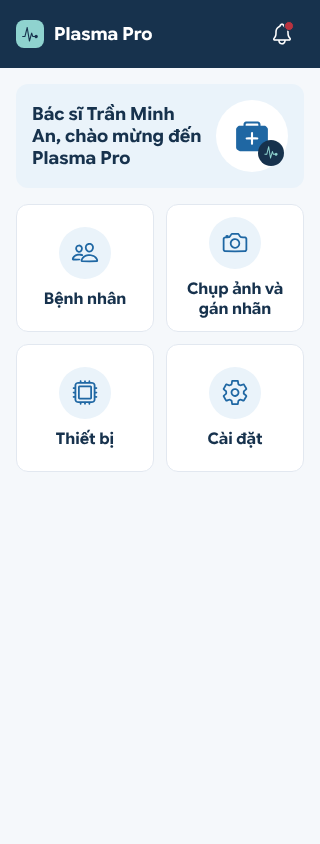 Plasma Pro
Bác sĩ Trần Minh
An, chào mừng đến
Plasma Pro
Bệnh nhân
Chụp ảnh và
gán nhãn
Thiết bị
Cài đặt